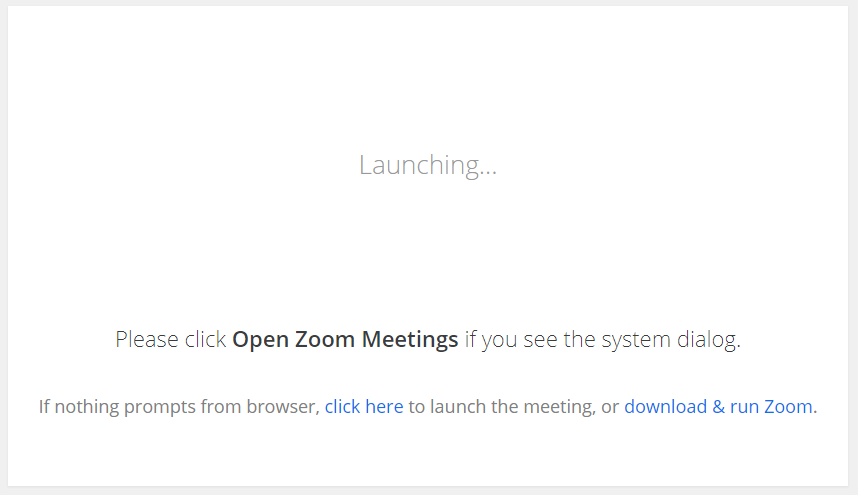 Launching...
Please click Open Zoom Meetings if you see the system dialog.
If nothing prompts from browser, click here to launch the meeting, or download & run Zoom.